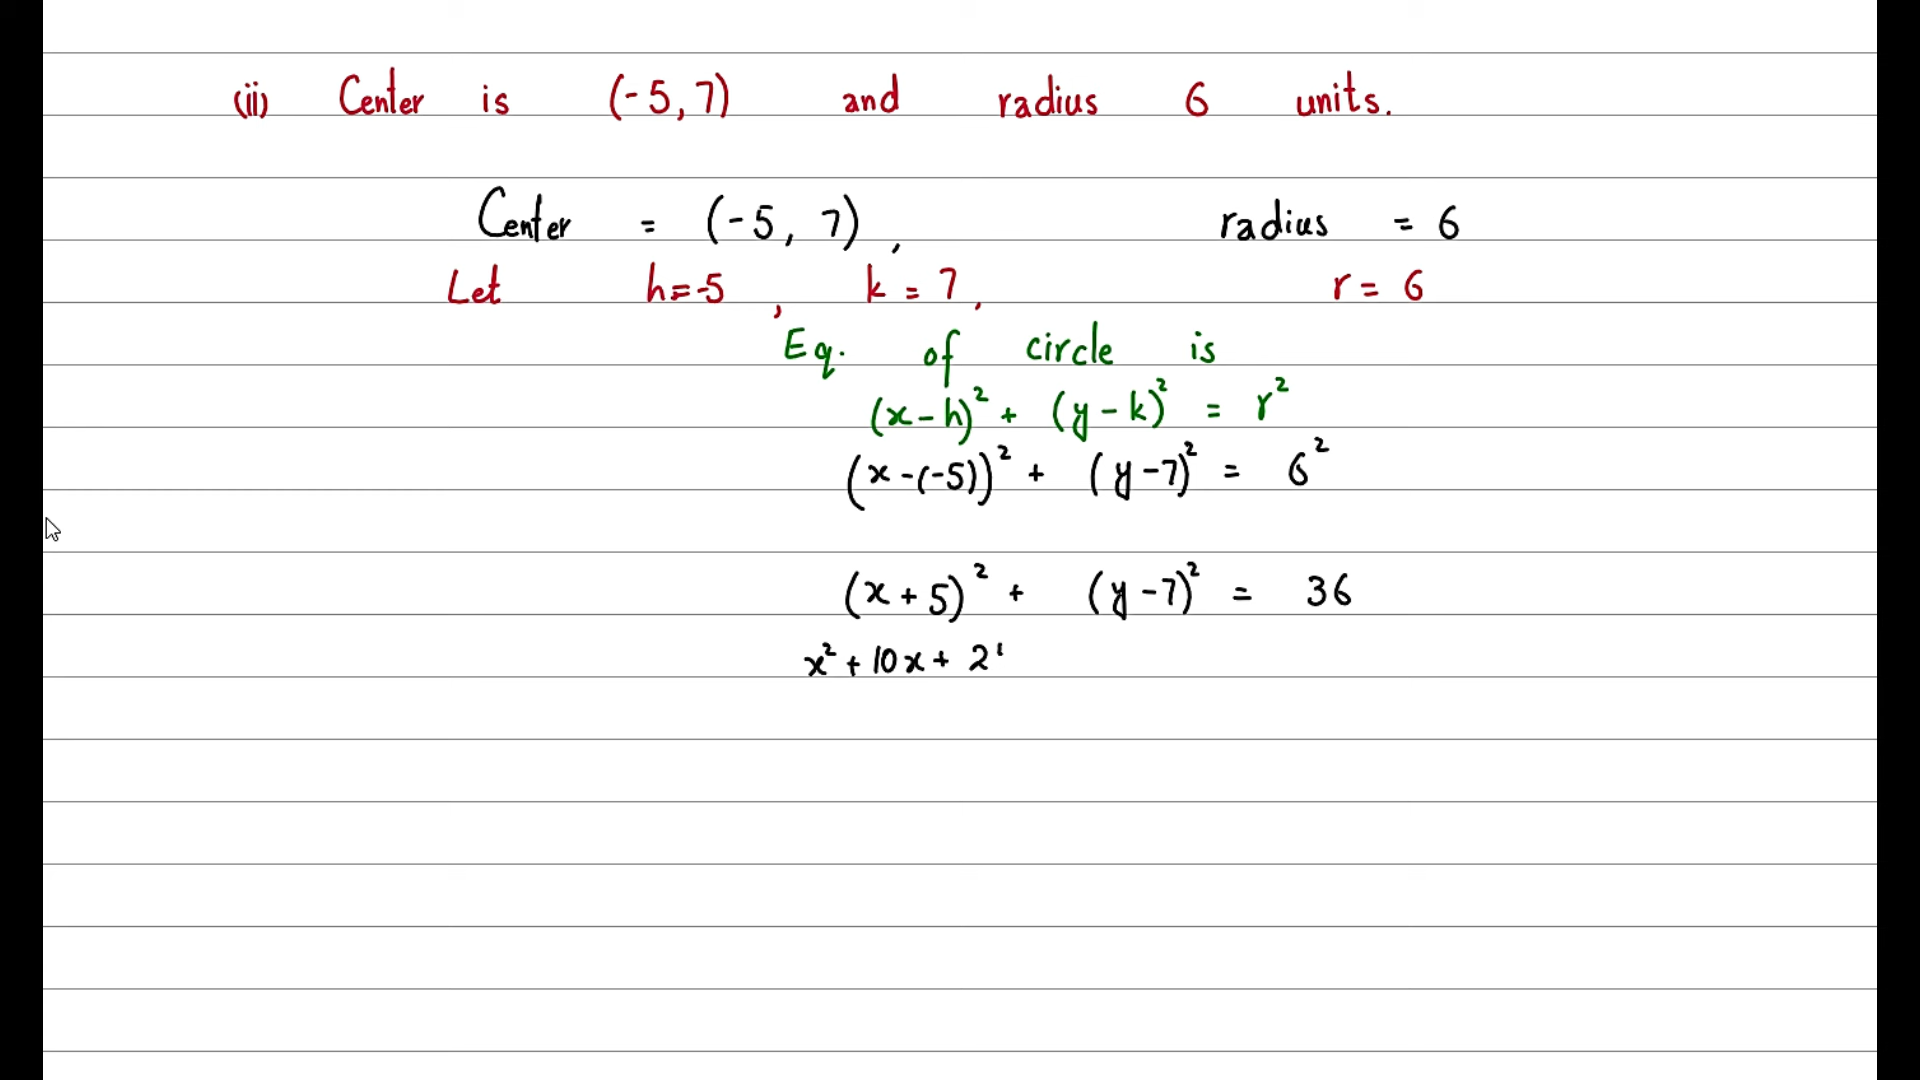 (ii) Center is (-5, 7) and radius 6 units.
Center = (-5, 7), radius = 6
Let h=-5, k = 7, r = 6
Eq. of circle is
(x-h)² + (y-k)² = r²
(x-(-5))² + (y-7)² = 6²
(x+5)² + (y-7)² = 36
x² + 10x + 2